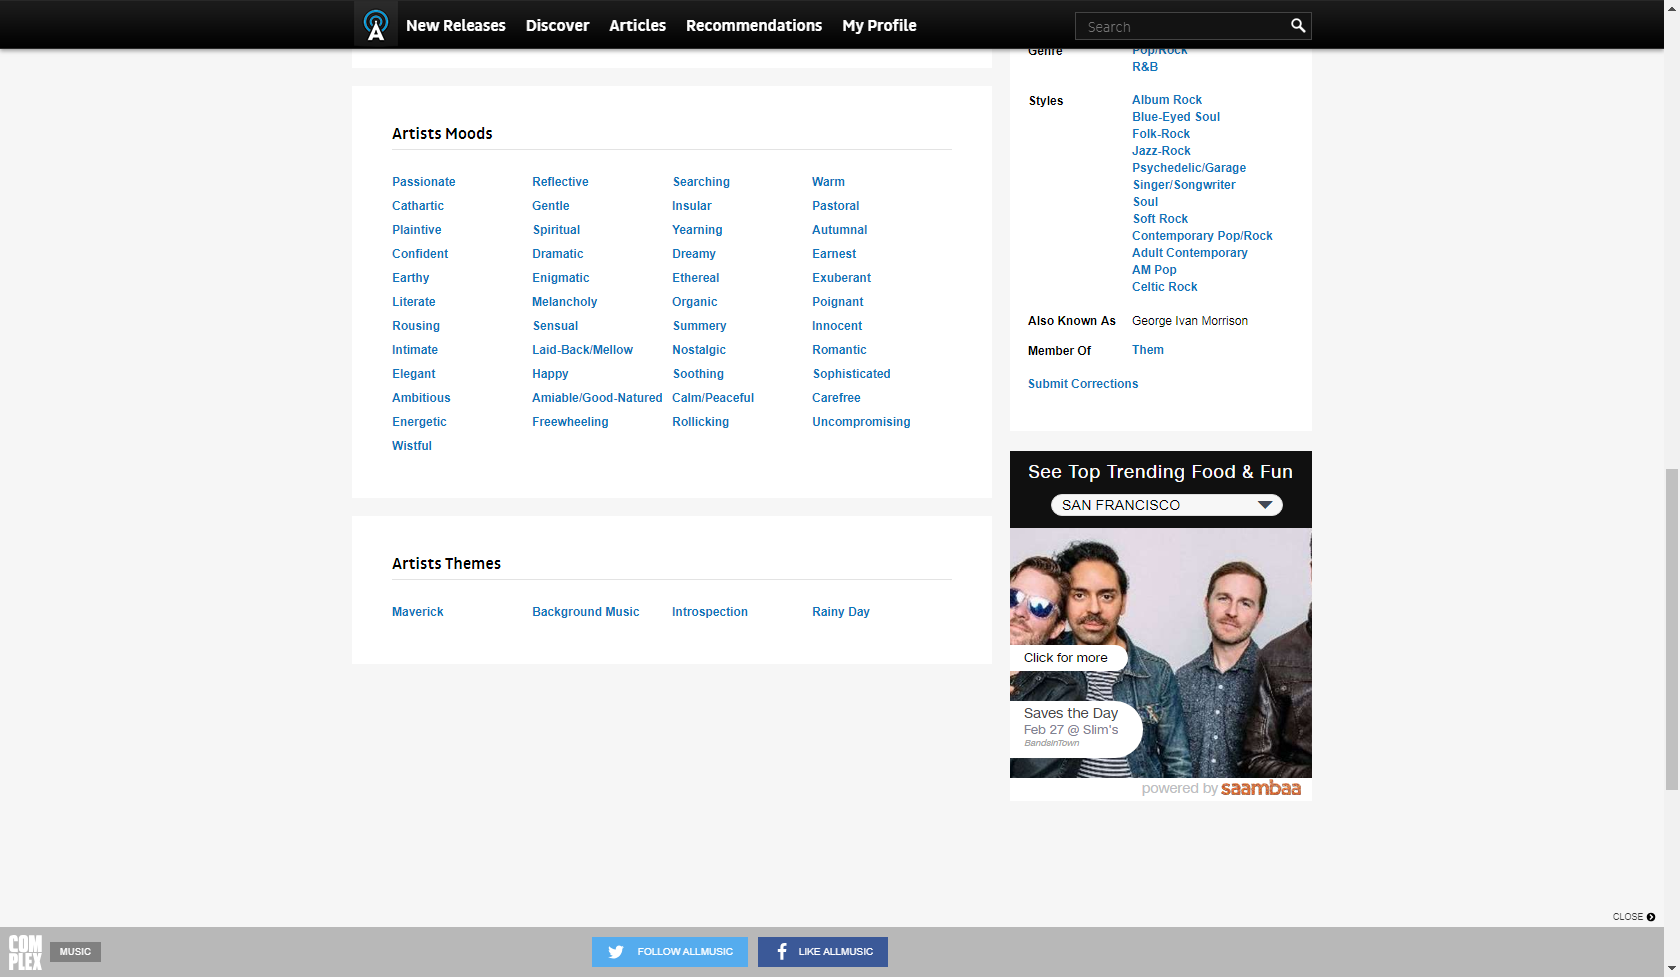 New Releases Discover Articles Recommendations My Profile Search
Genre Pop/Rock
R&B
Styles Album Rock
Blue-Eyed Soul
Folk-Rock
Jazz-Rock
Psychedelic/Garage
Singer/Songwriter
Soul
Soft Rock
Contemporary Pop/Rock
Adult Contemporary
AM Pop
Celtic Rock
Also Known As George Ivan Morrison
Member Of Them
Submit Corrections
Artists Moods
Passionate Reflective Searching Warm
Cathartic Gentle Insular Pastoral
Plaintive Spiritual Yearning Autumnal
Confident Dramatic Dreamy Earnest
Earthy Enigmatic Ethereal Exuberant
Literate Melancholy Organic Poignant
Rousing Sensual Summery Innocent
Intimate Laid-Back/Mellow Nostalgic Romantic
Elegant Happy Soothing Sophisticated
Ambitious Amiable/Good-Natured Calm/Peaceful Carefree
Energetic Freewheeling Rollicking Uncompromising
Wistful
Artists Themes
Maverick Background Music Introspection Rainy Day
See Top Trending Food & Fun
SAN FRANCISCO
Click for more
Saves the Day
Feb 27 @ Slim's
BandsInTown
powered by saambaa
CLOSE
COM
PLEX
MUSIC
FOLLOW ALLMUSIC
LIKE ALLMUSIC